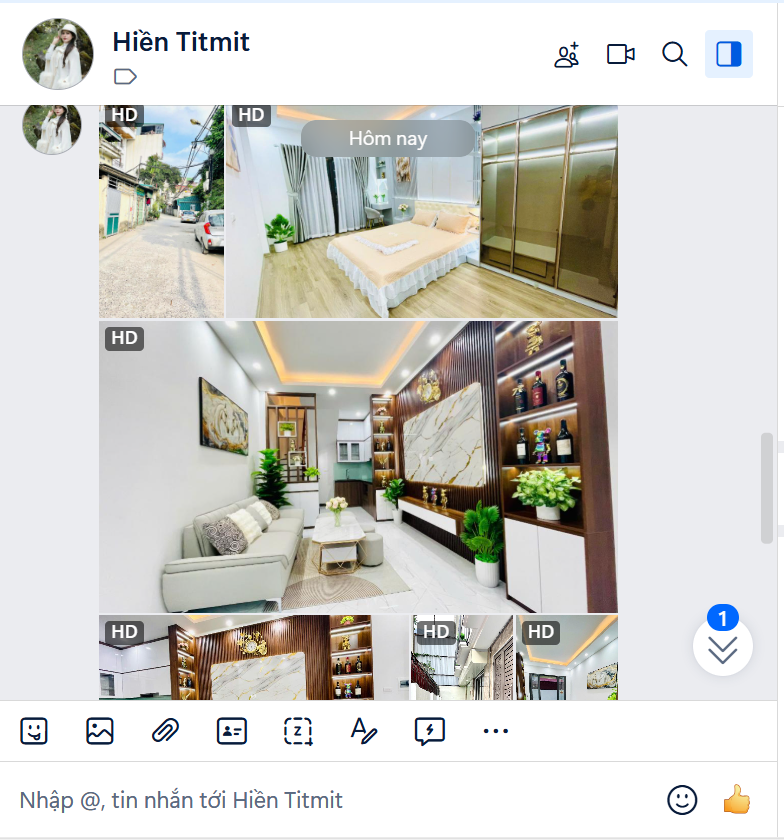 Hiền Titmit
HD
HD
Hôm nay
HD
HD
HD
HD
1
Nhập @, tin nhắn tới Hiền Titmit